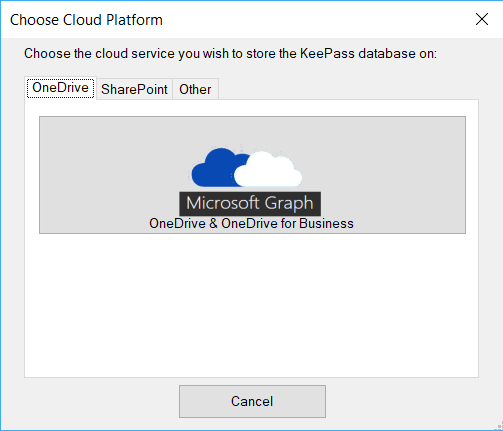 Choose Cloud Platform
Choose the cloud service you wish to store the KeePass database on:
OneDrive SharePoint Other
Microsoft Graph
OneDrive & OneDrive for Business
Cancel